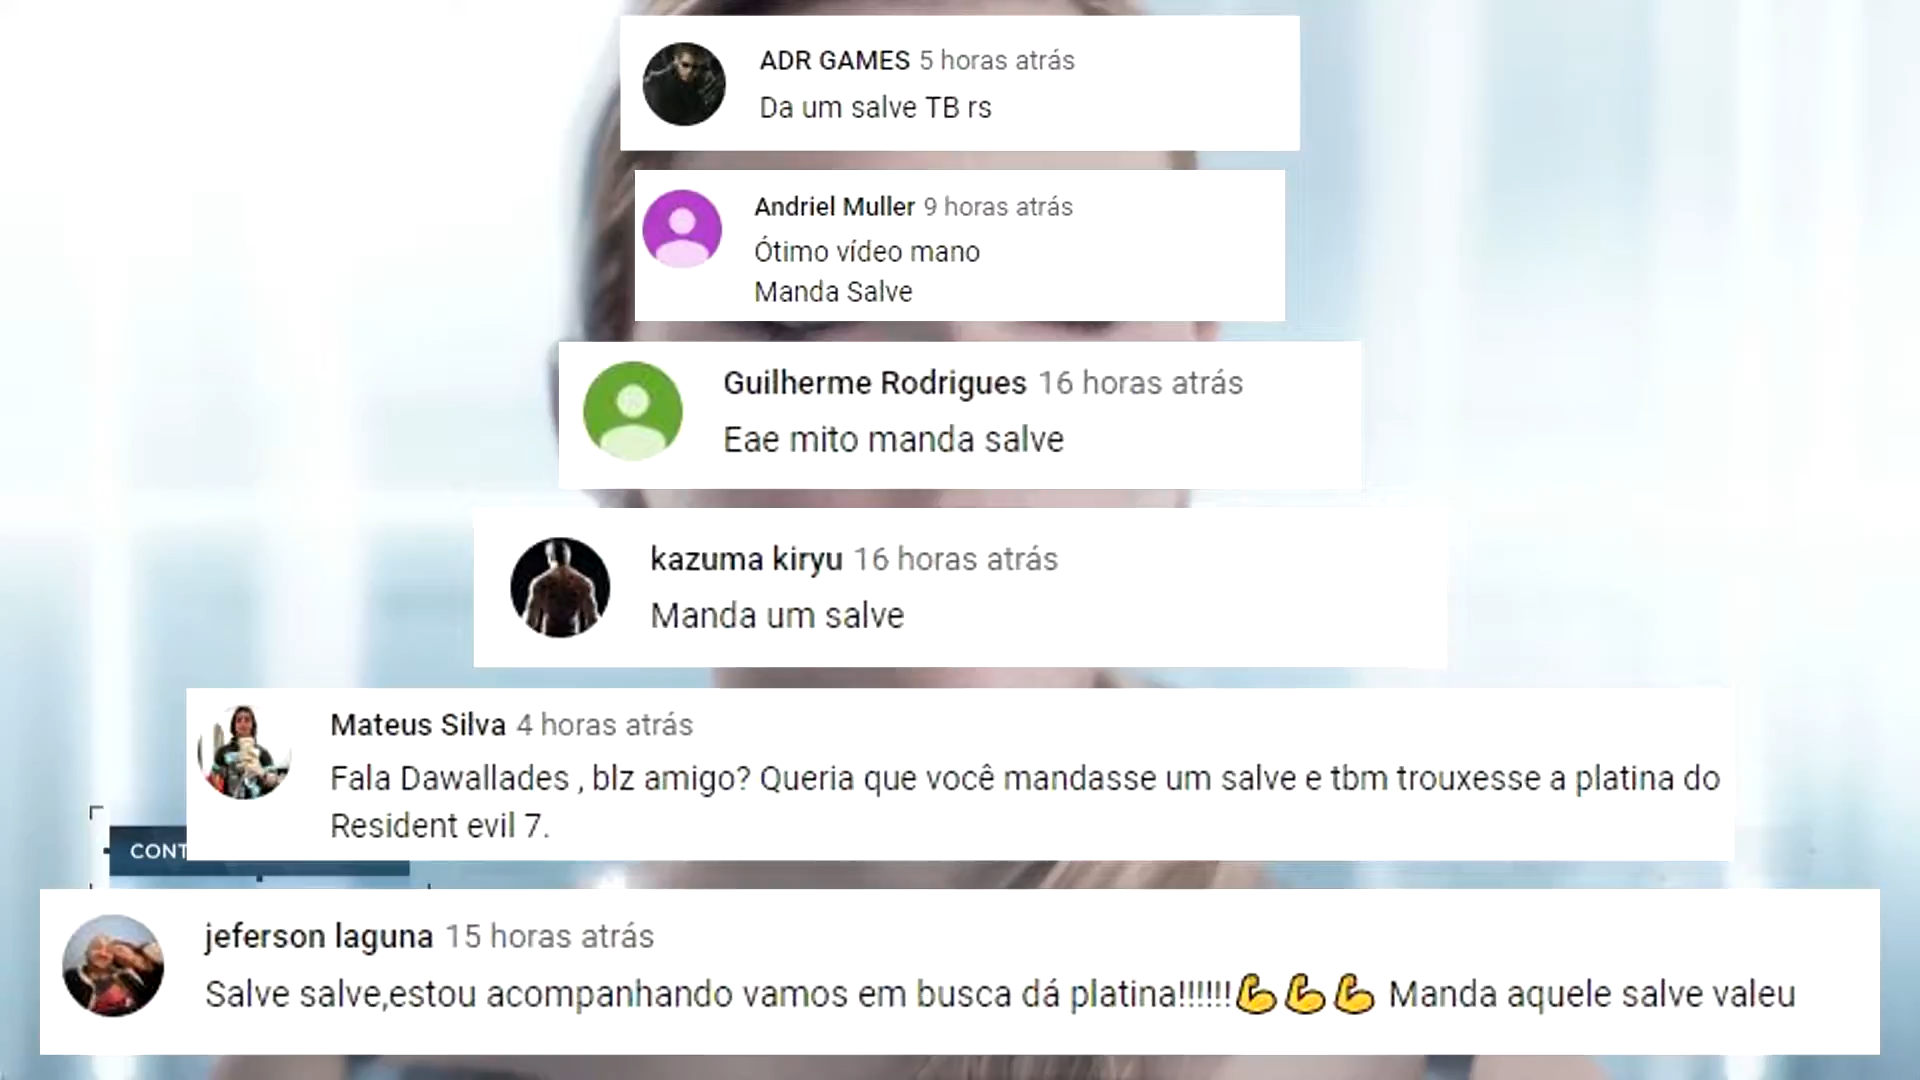 ADR GAMES 5 horas atrás
Da um salve TB rs
Andriel Muller 9 horas atrás
Ótimo vídeo mano
Manda Salve
Guilherme Rodrigues 16 horas atrás
Eae mito manda salve
kazuma kiryu 16 horas atrás
Manda um salve
Mateus Silva 4 horas atrás
Fala Dawallades , blz amigo? Queria que você mandasse um salve e tbm trouxesse a platina do
Resident evil 7.
CONT
jeferson laguna 15 horas atrás
Salve salve,estou acompanhando vamos em busca dá platina!!!!!!💪💪💪 Manda aquele salve valeu